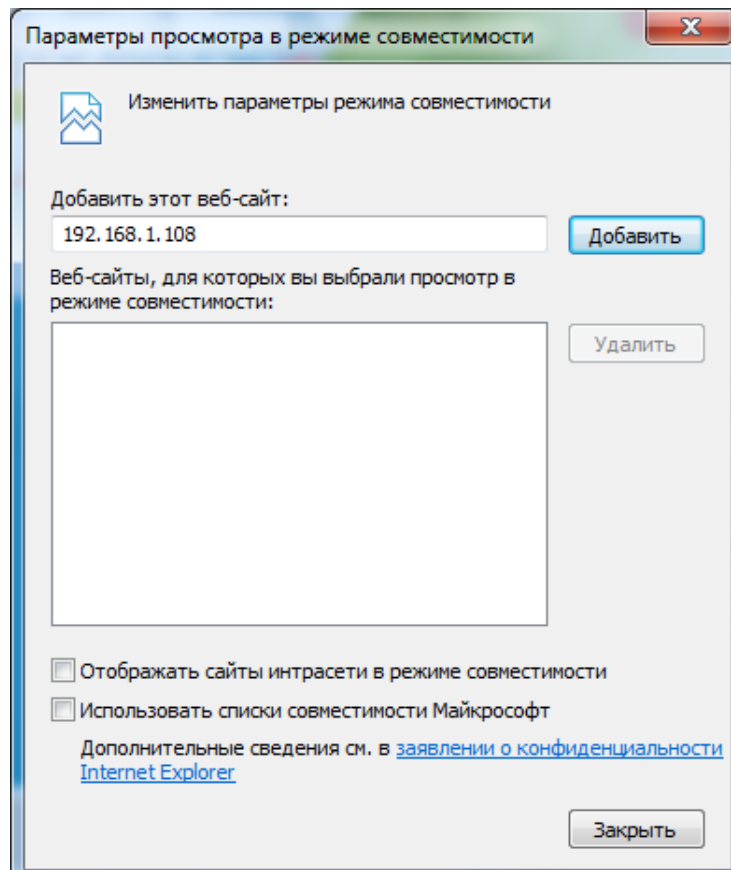 Параметры просмотра в режиме совместимости
Изменить параметры режима совместимости
Добавить этот веб-сайт:
192.168.1.108
Добавить
Веб-сайты, для которых вы выбрали просмотр в
режиме совместимости:
Удалить
Отображать сайты интрасети в режиме совместимости
Использовать списки совместимости Майкрософт
Дополнительные сведения см. в заявлении о конфиденциальности
Internet Explorer
Закрыть